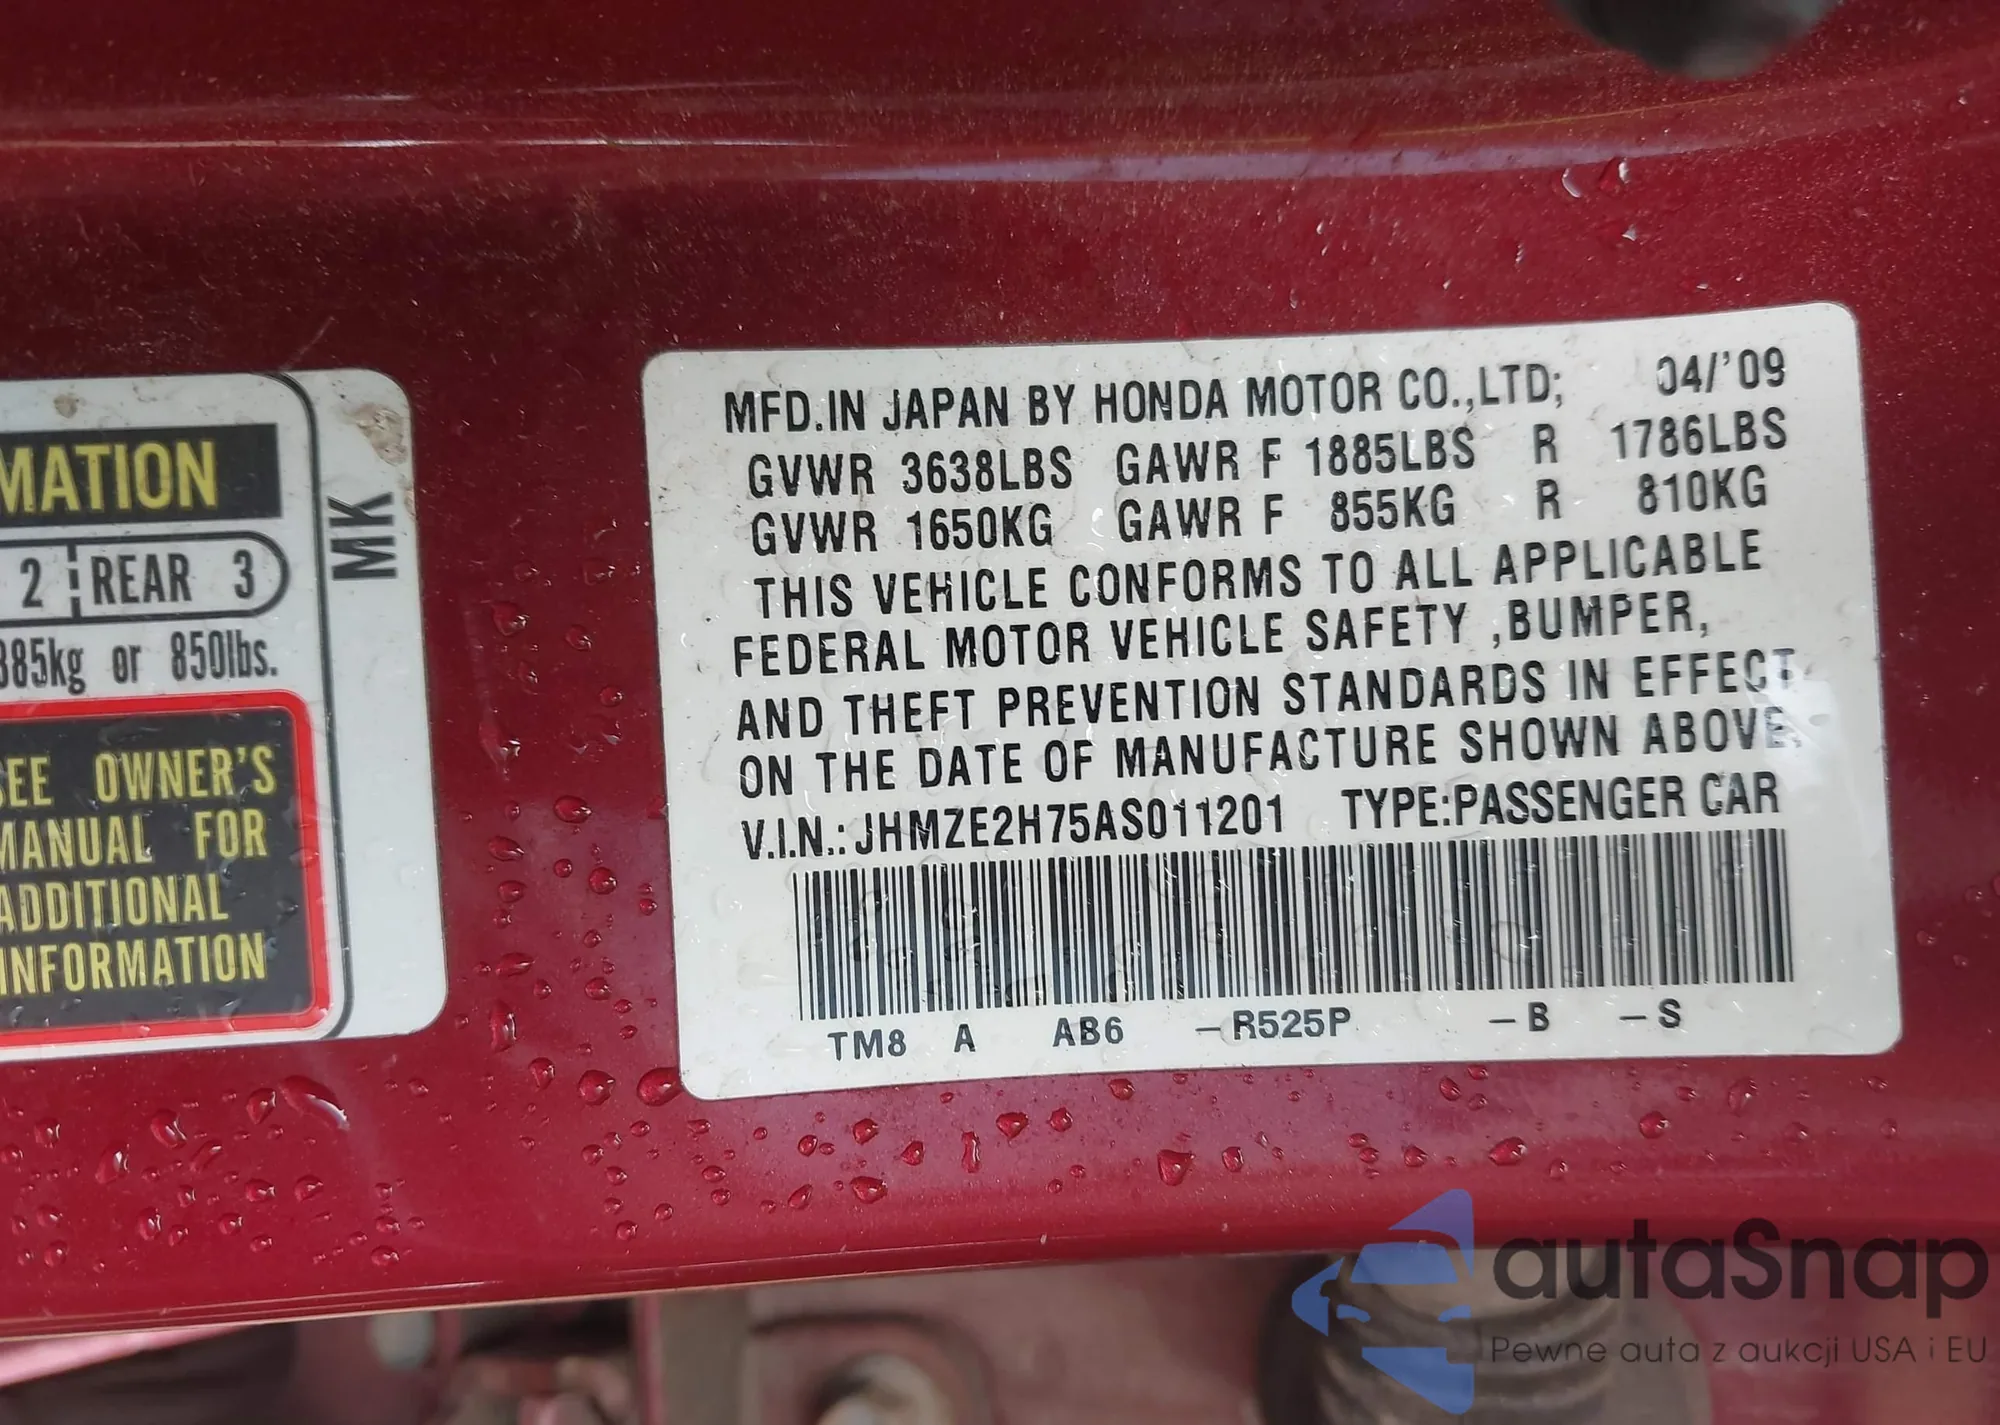 MATION
2 REAR 3
385kg or 850lbs.
SEE OWNER'S
MANUAL FOR
ADDITIONAL
INFORMATION
MK
MFD.IN JAPAN BY HONDA MOTOR CO.,LTD; 04/'09
GVWR 3638LBS GAWR F 1885LBS R 1786LBS
GVWR 1650KG GAWR F 855KG R 810KG
THIS VEHICLE CONFORMS TO ALL APPLICABLE
FEDERAL MOTOR VEHICLE SAFETY ,BUMPER,
AND THEFT PREVENTION STANDARDS IN EFFECT
ON THE DATE OF MANUFACTURE SHOWN ABOVE.
V.I.N.: JHMZE2H75AS011201 TYPE:PASSENGER CAR
TM8 A AB6 -R525P -B -S
autaSnap
Pewne auta z aukcji USA i EU